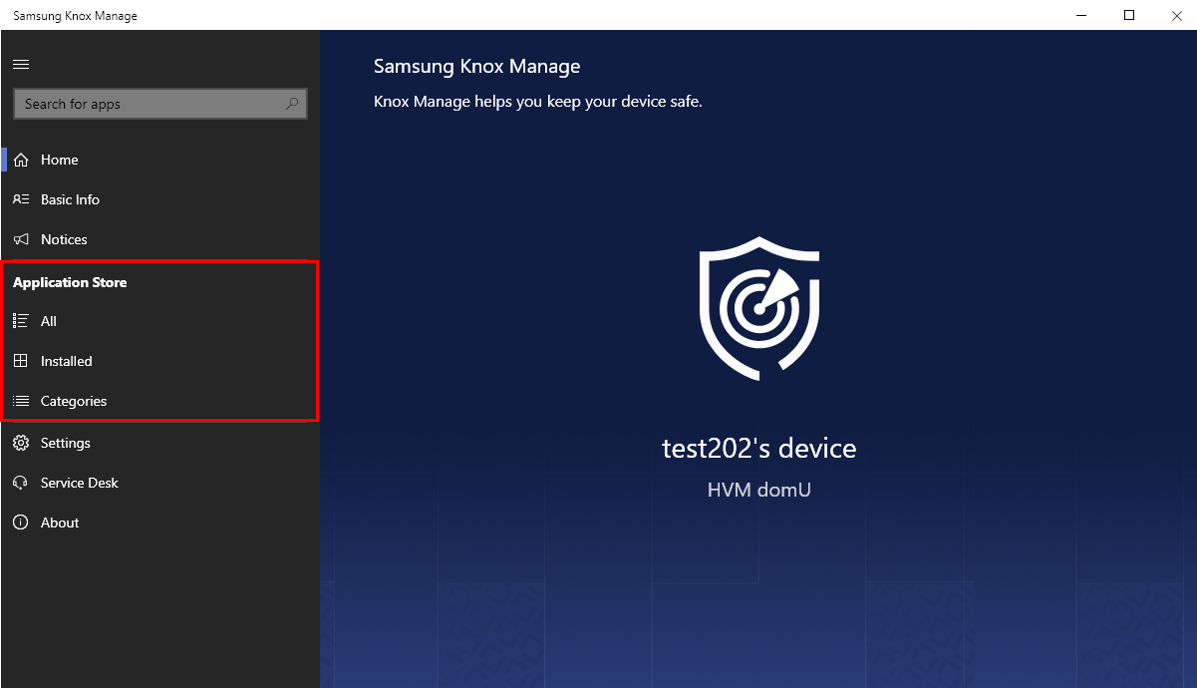 Samsung Knox Manage
Search for apps
Home
Basic Info
Notices
Application Store
All
Installed
Categories
Settings
Service Desk
About
Samsung Knox Manage
Knox Manage helps you keep your device safe.
test202's device
HVM domU